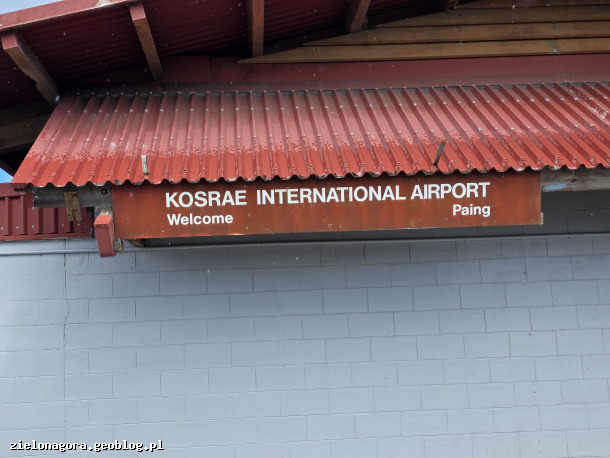 KOSRAE INTERNATIONAL AIRPORT
Welcome Paing
zielonagora.geoblog.pl